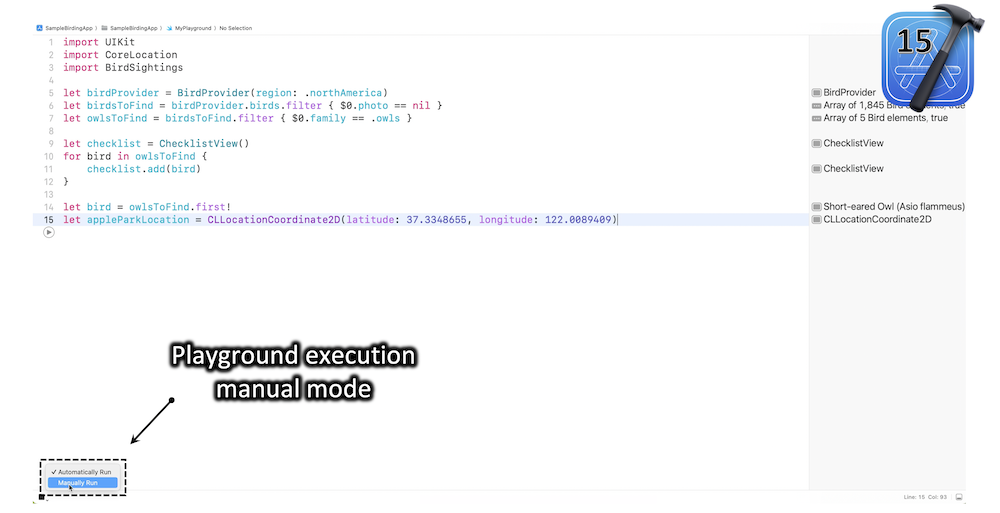 SampleBirdingApp ⟩ SampleBirdingApp ⟩ MyPlayground ⟩ No Selection
15
1 import UIKit
2 import CoreLocation
3 import BirdSightings
4
5 let birdProvider = BirdProvider(region: .northAmerica)
BirdProvider
6 let birdsToFind = birdProvider.birds.filter { $0.photo == nil }
Array of 1,845 Bird elements, true
7 let owlsToFind = birdsToFind.filter { $0.family == .owls }
Array of 5 Bird elements, true
8
9 let checklist = ChecklistView()
ChecklistView
10 for bird in owlsToFind {
11 checklist.add(bird)
ChecklistView
12 }
13
14 let bird = owlsToFind.first!
Short-eared Owl (Asio flammeus)
15 let appleParkLocation = CLLocationCoordinate2D(latitude: 37.3348655, longitude: 122.0089409)
CLLocationCoordinate2D
Playground execution
manual mode
✓ Automatically Run
Manually Run
Line: 15 Col: 93